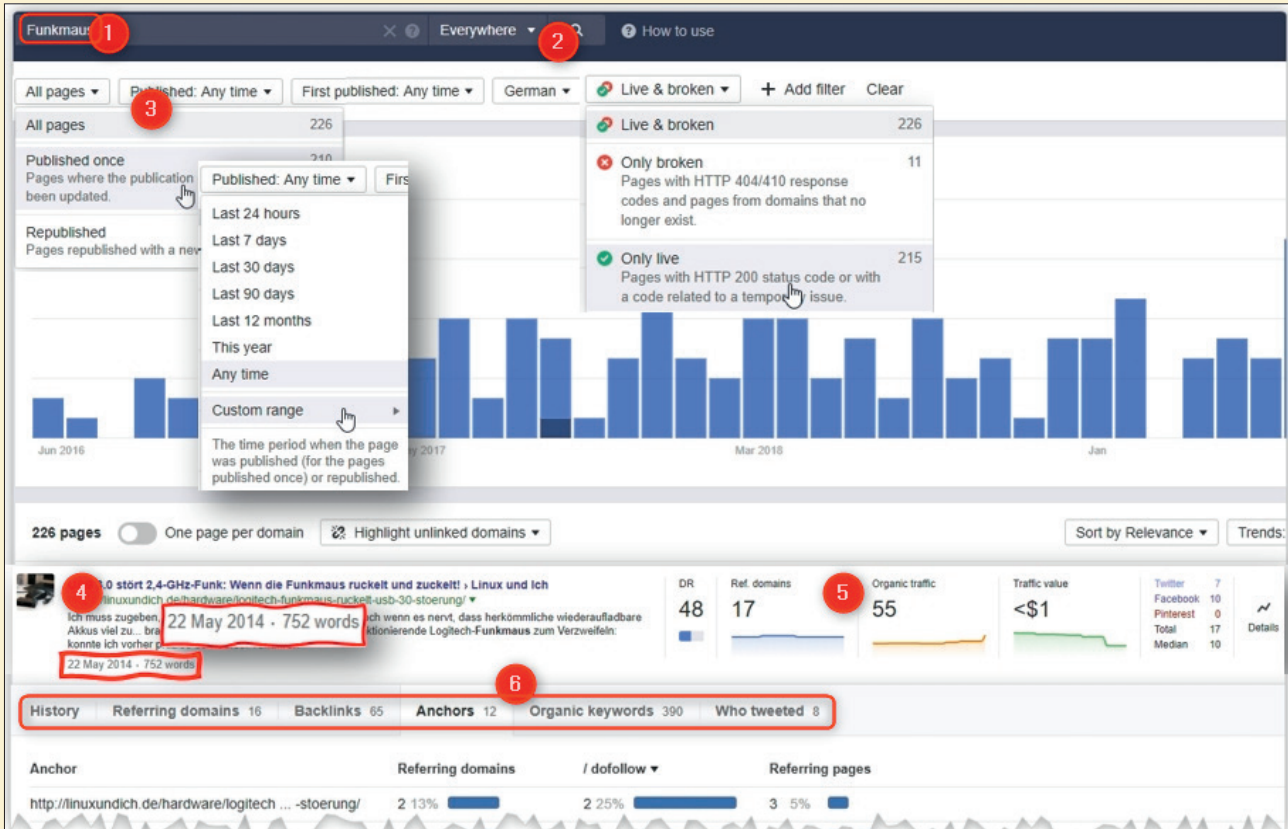 Funkmaus
1
Everywhere
2
How to use
All pages
Published: Any time
First published: Any time
German
Live & broken
+ Add filter
Clear
3
All pages 226
Published once 210
Pages where the publication
been updated.
Republished
Pages republished with a new
Published: Any time
Firs
Last 24 hours
Last 7 days
Last 30 days
Last 90 days
Last 12 months
This year
Any time
Custom range
The time period when the page
was published (for the pages
published once) or republished.
Live & broken 226
Only broken 11
Pages with HTTP 404/410 response
codes and pages from domains that no
longer exist.
Only live 215
Pages with HTTP 200 status code or with
a code related to a temporary issue.
Jun 2016
2017
Mar 2018
Jan
226 pages
One page per domain
Highlight unlinked domains
Sort by Relevance
Trends:
4
.0 stört 2,4-GHz-Funk: Wenn die Funkmaus ruckelt und zuckelt! › Linux und Ich
linuxundich.de/hardware/logitech-funkmaus-ruckelt-usb-30-stoerung/
Ich muss zugeben, och wenn es nervt, dass herkömmliche wiederaufladbare
Akkus viel zu... ktionierende Logitech-Funkmaus zum Verzweifeln:
konnte ich vorher
22 May 2014 · 752 words
22 May 2014 · 752 words
DR
48
Ref. domains
17
5
Organic traffic
55
Traffic value
<$1
Twitter 7
Facebook 10
Pinterest 0
Total 17
Median 10
Details
6
History
Referring domains 16
Backlinks 65
Anchors 12
Organic keywords 390
Who tweeted 8
Anchor
Referring domains
/ dofollow
Referring pages
http://linuxundich.de/hardware/logitech ... -stoerung/ 2 13% 2 25% 3 5%